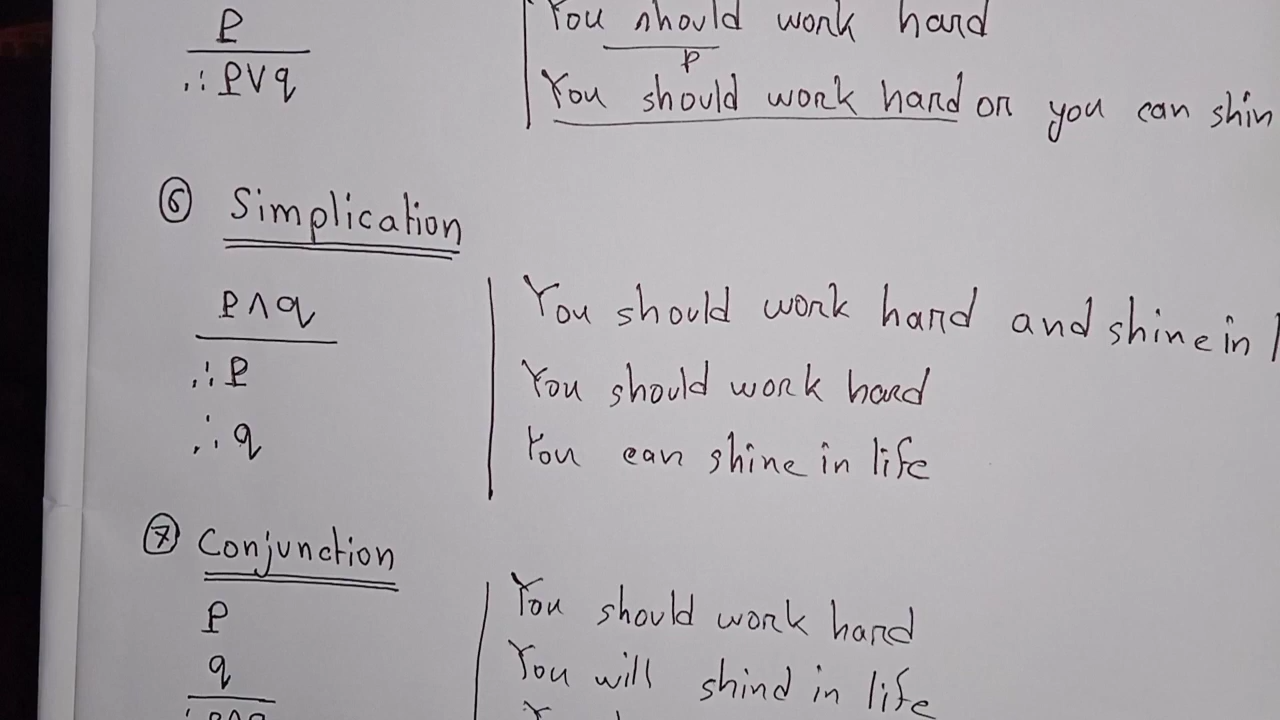 P
∴ P∨q
You should work hard
P
You should work hard or you can shin
⑥ Simplication
P∧q
∴ P
∴ q
You should work hard and shine in
You should work hard
You can shine in life
⑦ Conjunction
P
q
∴ P∧q
You should work hard
You will shind in life